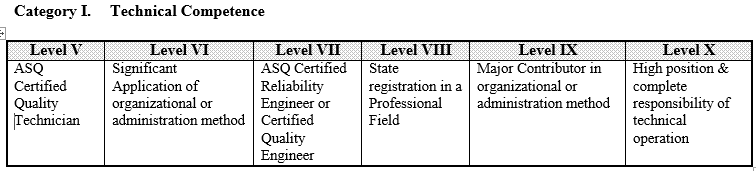 Category I. Technical Competence
Level V Level VI Level VII Level VIII Level IX Level X
ASQ
Certified
Quality
Technician
Significant
Application of
organizational or
administration method
ASQ Certified
Reliability
Engineer or
Certified
Quality
Engineer
State
registration in a
Professional
Field
Major Contributor in
organizational or
administration method
High position &
complete
responsibility of
technical
operation